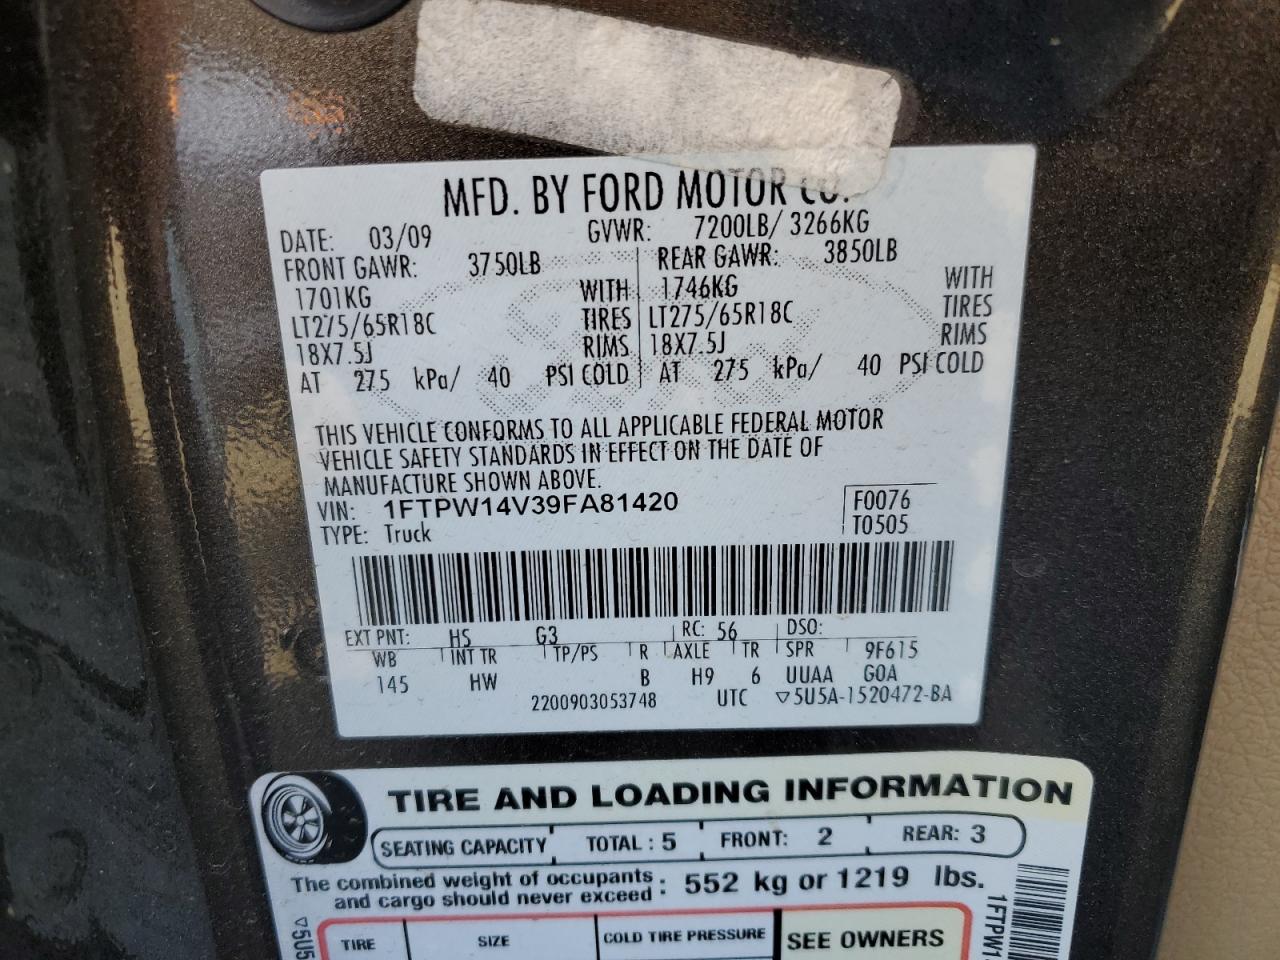 MFD. BY FORD MOTOR CO.
DATE: 03/09 GVWR: 7200LB/ 3266KG
FRONT GAWR: 3750LB REAR GAWR: 3850LB
1701KG WITH 1746KG WITH
LT275/65R18C TIRES LT275/65R18C TIRES
18X7.5J RIMS 18X7.5J RIMS
AT 275 kPa/ 40 PSI COLD AT 275 kPa/ 40 PSI COLD
THIS VEHICLE CONFORMS TO ALL APPLICABLE FEDERAL MOTOR
VEHICLE SAFETY STANDARDS IN EFFECT ON THE DATE OF
MANUFACTURE SHOWN ABOVE.
VIN: 1FTPW14V39FA81420 F0076
TYPE: Truck T0505
EXT PNT: HS G3 RC: 56 DSO:
WB INT TR TP/PS R AXLE TR SPR 9F615
145 HW B H9 6 UUAA G0A
2200903053748 UTC ▽5U5A-1520472-BA
TIRE AND LOADING INFORMATION
SEATING CAPACITY TOTAL : 5 FRONT: 2 REAR: 3
The combined weight of occupants
and cargo should never exceed : 552 kg or 1219 lbs.
TIRE SIZE COLD TIRE PRESSURE SEE OWNERS
▽5U5
1FTPW1